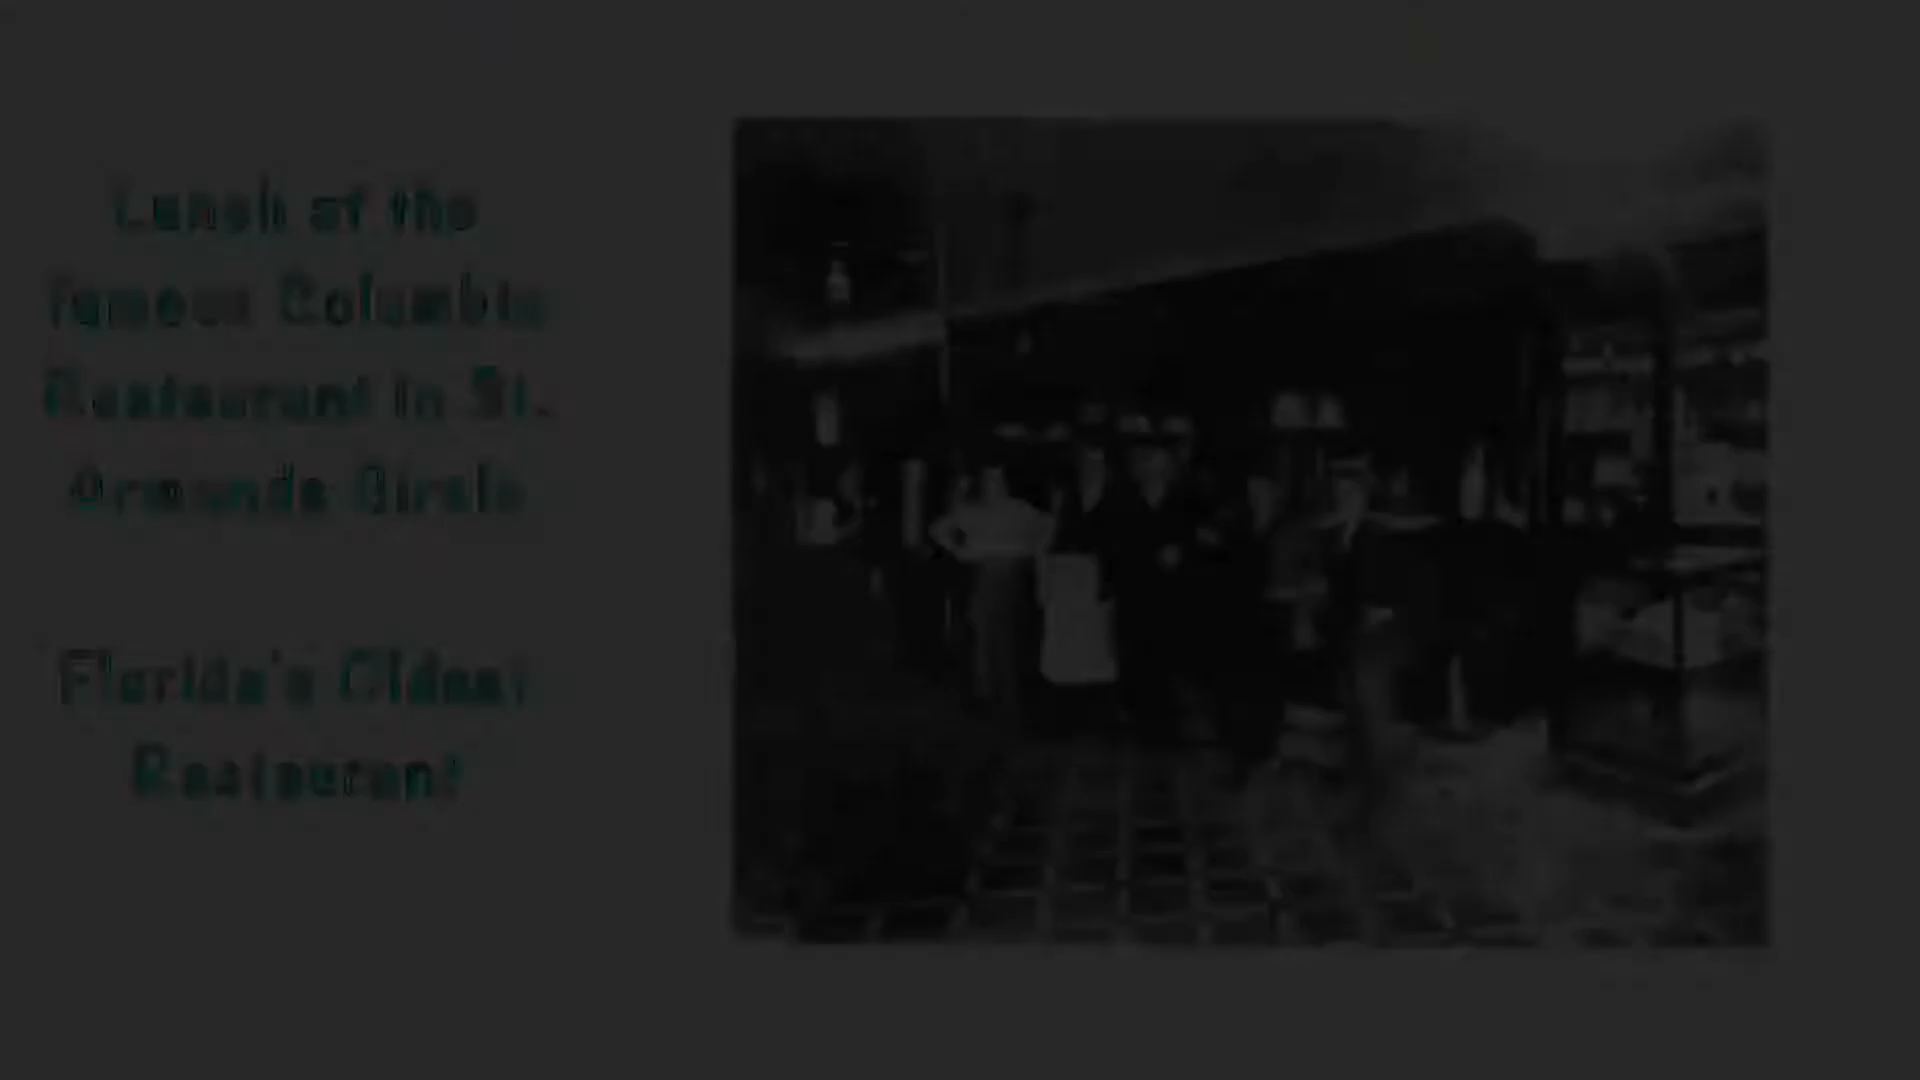 Lunch at the
famous Columbia
Restaurant in St.
Armands Circle
Florida's Oldest
Restaurant